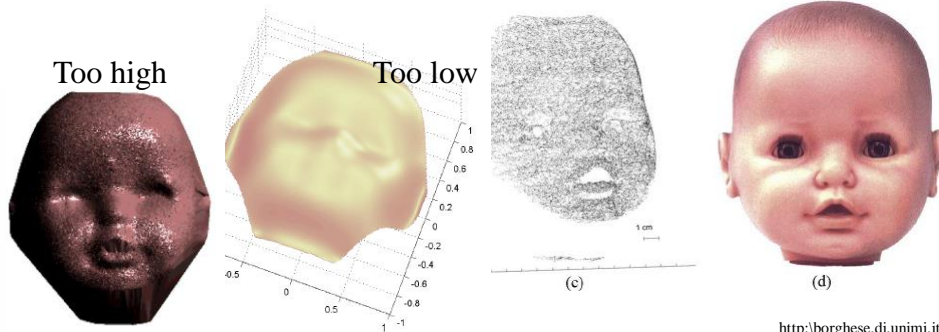 Too high
Too low
1
0.8
0.6
0.4
0.2
0
-0.2
-0.4
-0.6
-0.8
-1
-0.5
0
0.5
1
1 cm
(c)
(d)
http:\borghese.di.unimi.it